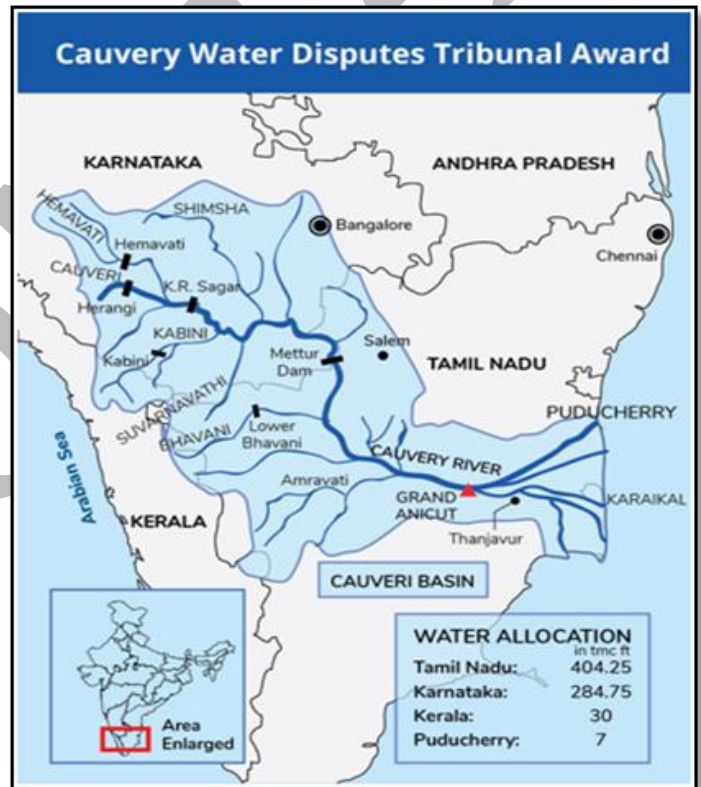 Cauvery Water Disputes Tribunal Award
KARNATAKA
ANDHRA PRADESH
HEMAVATI
SHIMSHA
Bangalore
Hemavati
Chennai
CAUVERI
K.R. Sagar
Herangi
KABINI
Kabini
Mettur
Dam
Salem
TAMIL NADU
SUVARNAVATHI
PUDUCHERRY
BHAVANI
Lower
Bhavani
CAUVERY RIVER
Arabian Sea
Amravati
GRAND
ANICUT
KARAIKAL
KERALA
Thanjavur
CAUVERI BASIN
Area
Enlarged
WATER ALLOCATION
in tmc ft
Tamil Nadu: 404.25
Karnataka: 284.75
Kerala: 30
Puducherry: 7